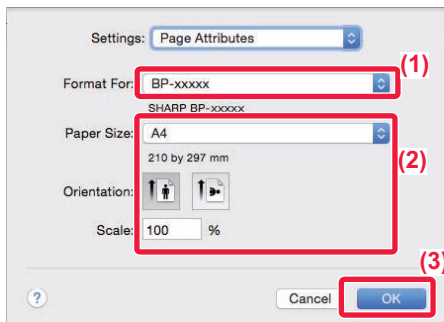 Settings: Page Attributes
(1)
Format For: BP-xxxxx
SHARP BP-xxxxx
Paper Size: A4
210 by 297 mm
(2)
Orientation:
Scale: 100 %
(3)
? Cancel OK